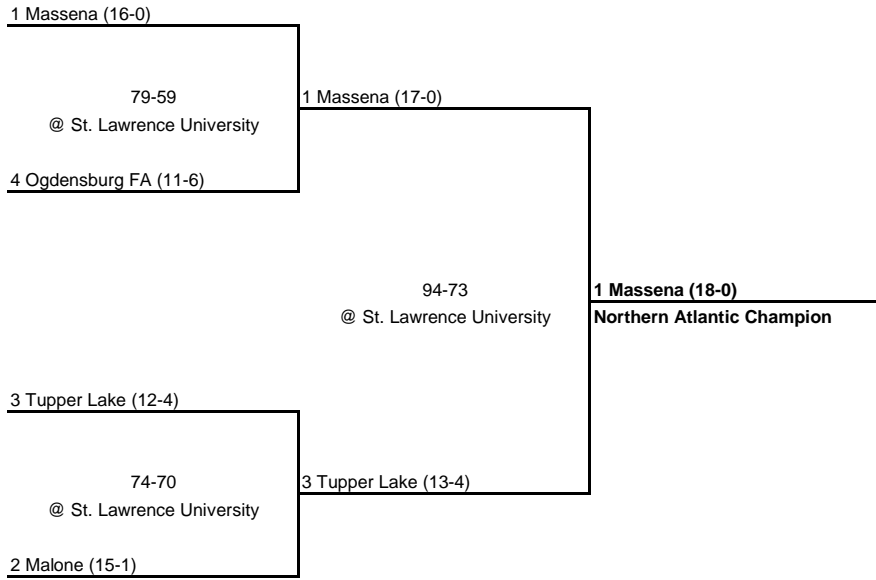 1 Massena (16-0)
79-59
@ St. Lawrence University
1 Massena (17-0)
4 Ogdensburg FA (11-6)
94-73
@ St. Lawrence University
1 Massena (18-0)
Northern Atlantic Champion
3 Tupper Lake (12-4)
74-70
@ St. Lawrence University
3 Tupper Lake (13-4)
2 Malone (15-1)